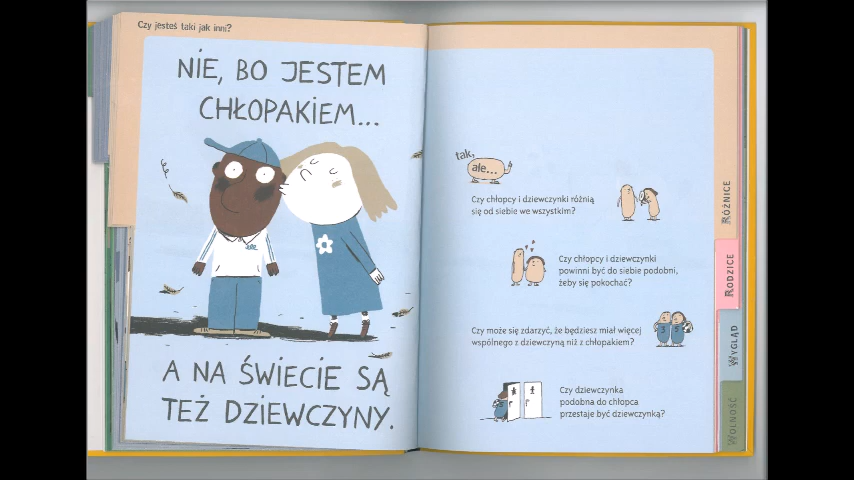 Czy jesteś taki jak inni?
NIE, BO JESTEM
CHŁOPAKIEM...
A NA ŚWIECIE SĄ
TEŻ DZIEWCZYNY.
tak,
ale...
Czy chłopcy i dziewczynki różnią
się od siebie we wszystkim?
Czy chłopcy i dziewczynki
powinni być do siebie podobni,
żeby się pokochać?
Czy może się zdarzyć, że będziesz miał więcej
wspólnego z dziewczyną niż z chłopakiem?
3 5
Czy dziewczynka
podobna do chłopca
przestaje być dziewczynką?
RÓŻNICE
RODZICE
WYGLĄD
WOLNOŚĆ